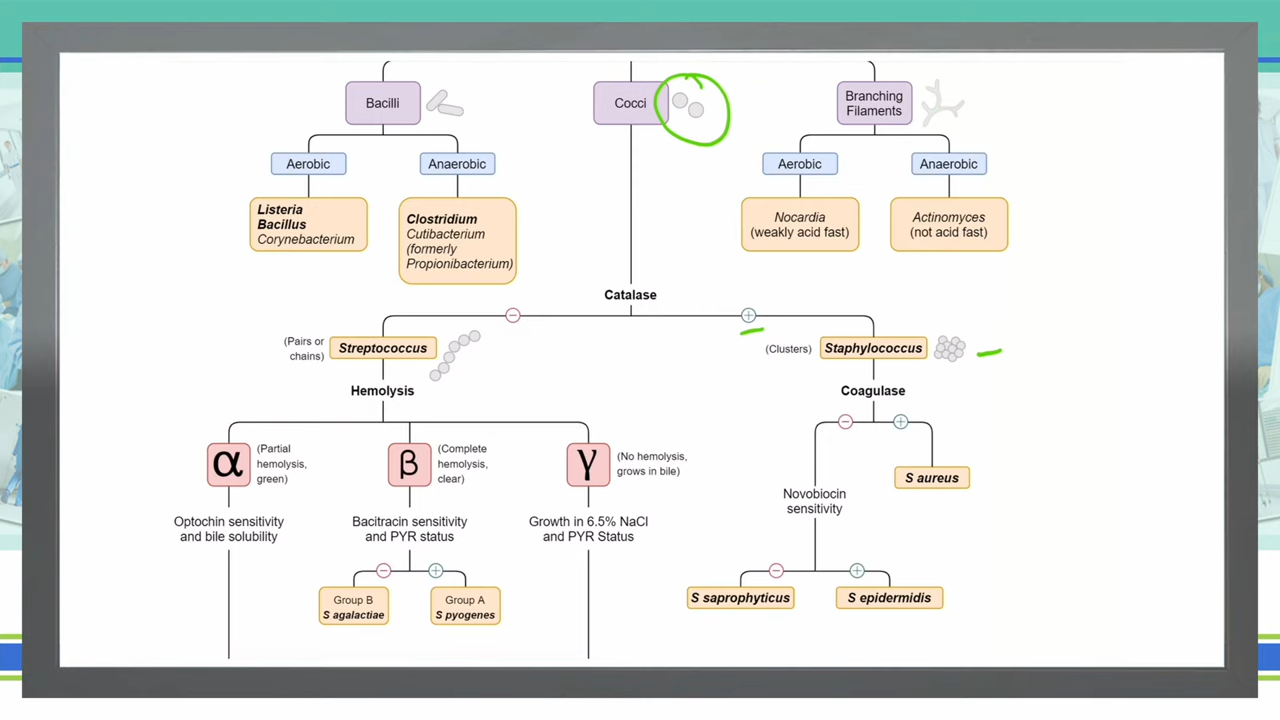 Bacilli
Cocci
Branching
Filaments
Aerobic
Anaerobic
Aerobic
Anaerobic
Listeria
Bacillus
Corynebacterium
Clostridium
Cutibacterium
(formerly
Propionibacterium)
Nocardia
(weakly acid fast)
Actinomyces
(not acid fast)
Catalase
−
+
(Pairs or
chains)
Streptococcus
(Clusters)
Staphylococcus
Hemolysis
Coagulase
−
+
α
(Partial
hemolysis,
green)
β
(Complete
hemolysis,
clear)
γ
(No hemolysis,
grows in bile)
S aureus
Novobiocin
sensitivity
Optochin sensitivity
and bile solubility
Bacitracin sensitivity
and PYR status
Growth in 6.5% NaCl
and PYR Status
−
+
−
+
Group B
S agalactiae
Group A
S pyogenes
S saprophyticus
S epidermidis